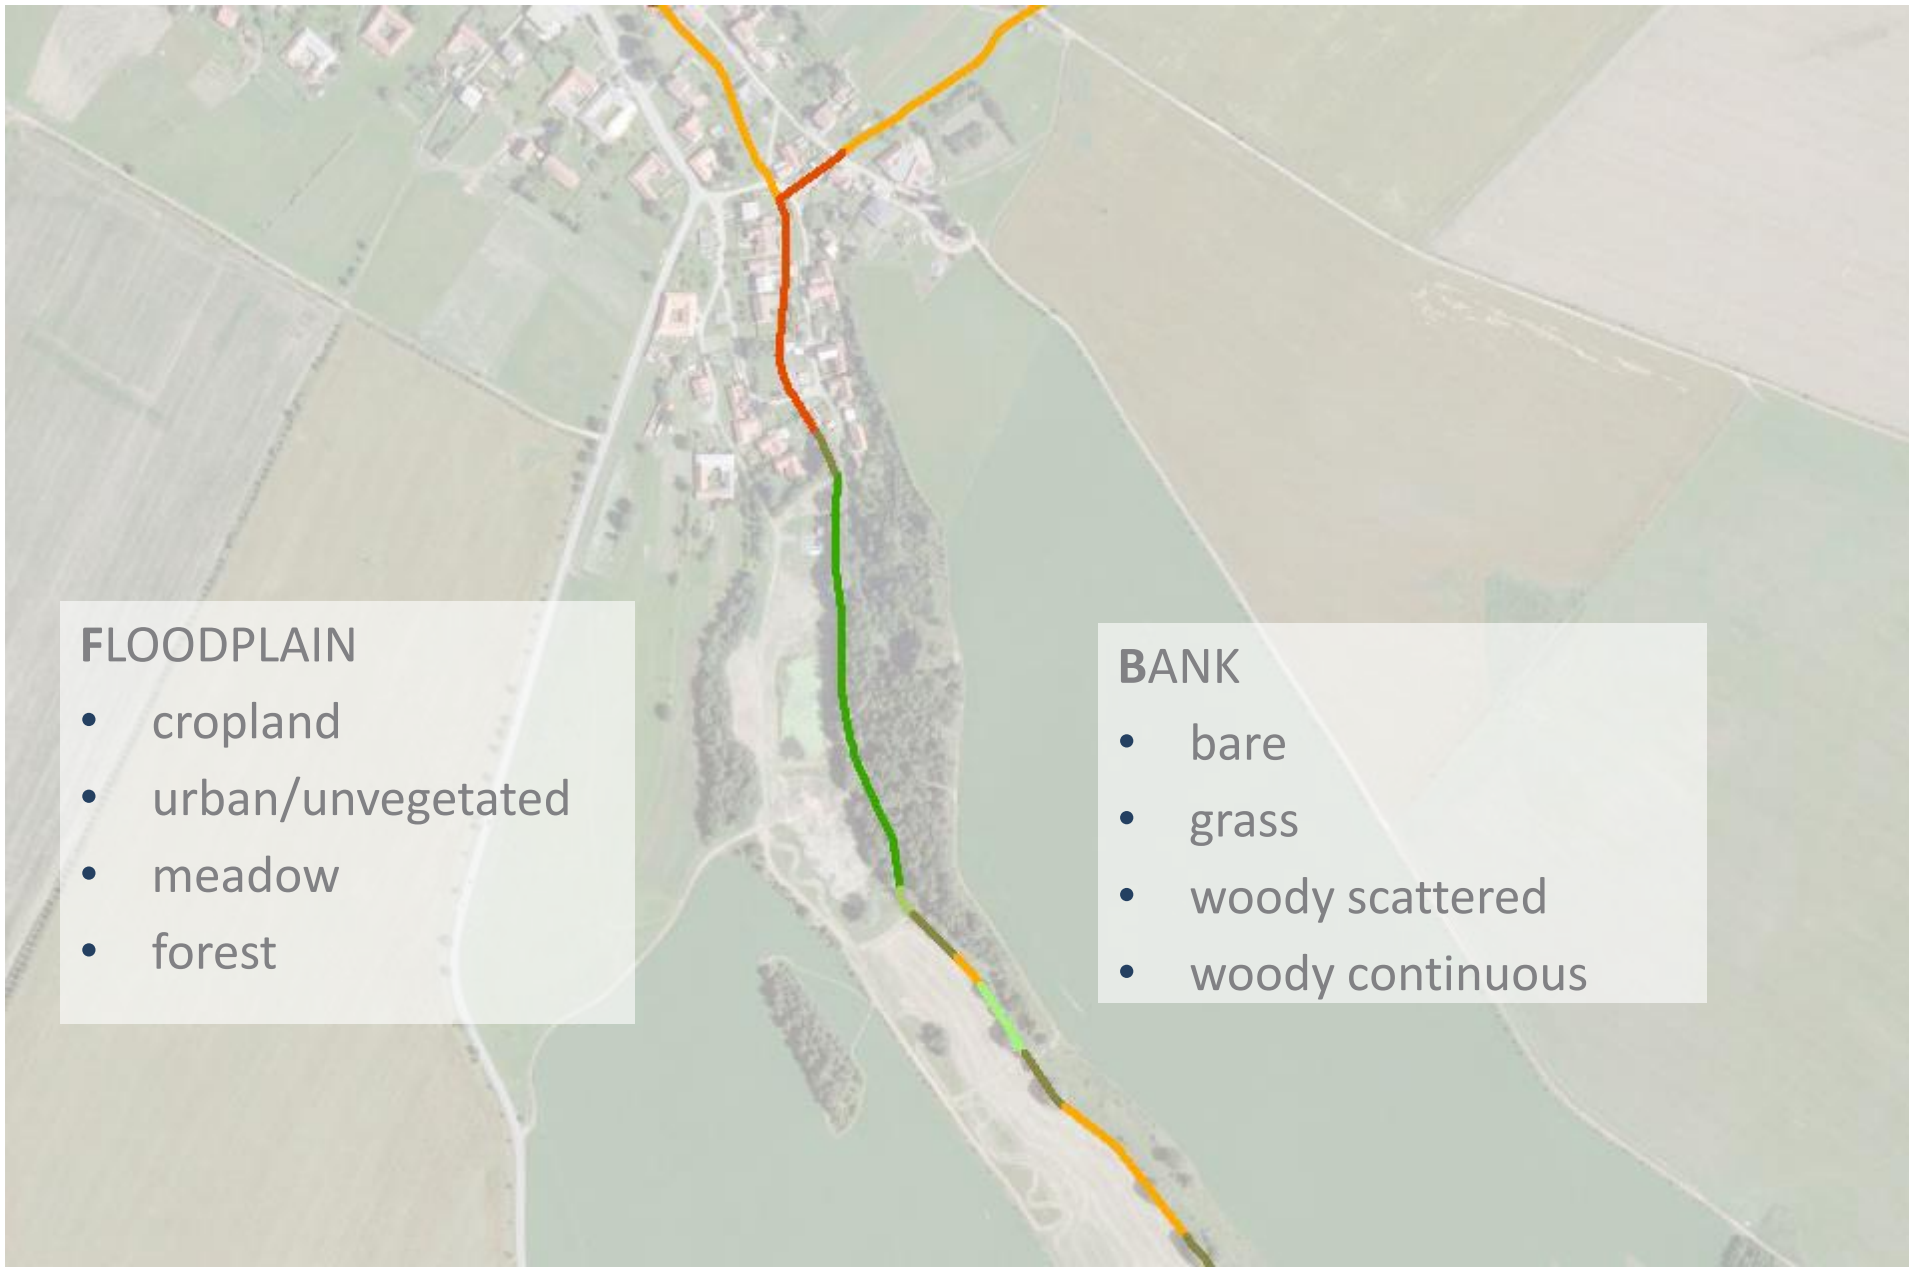 FLOODPLAIN
• cropland
• urban/unvegetated
• meadow
• forest
BANK
• bare
• grass
• woody scattered
• woody continuous